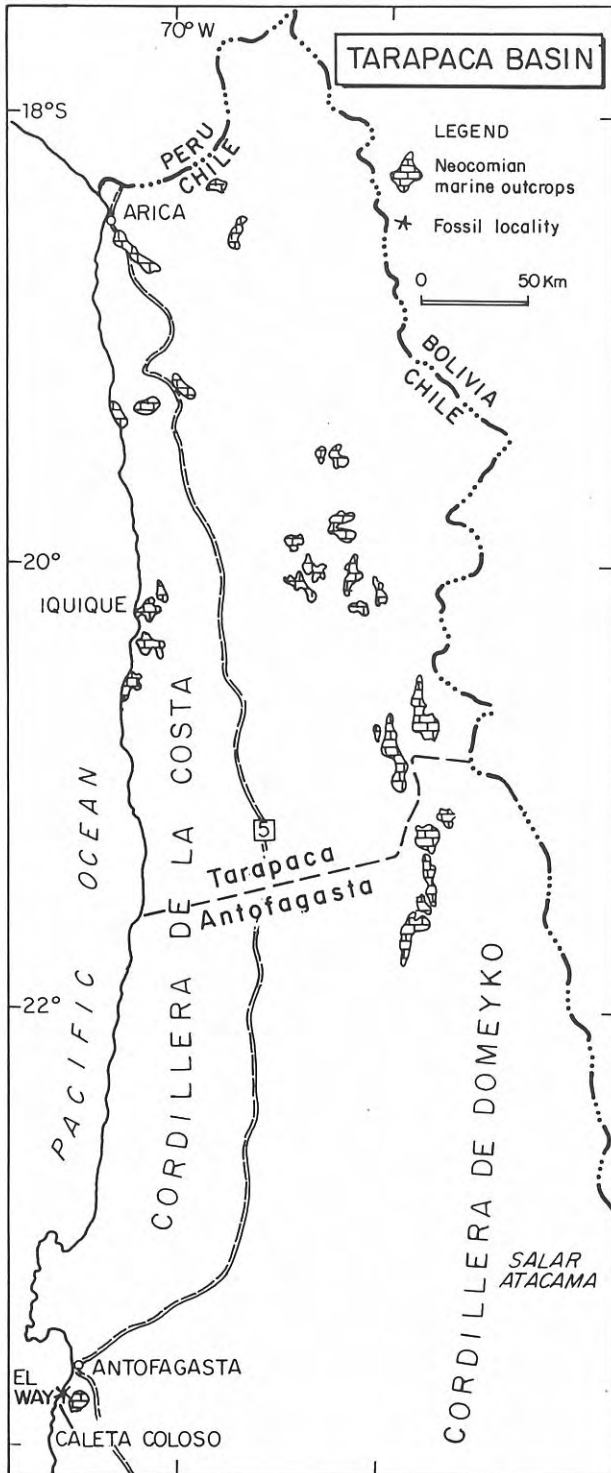 70° W
TARAPACA BASIN
18°S
LEGEND
PERU
CHILE
Neocomian
marine outcrops
ARICA
Fossil locality
0 50 Km
BOLIVIA
CHILE
20°
IQUIQUE
PACIFIC OCEAN
CORDILLERA DE LA COSTA
5
Tarapaca
Antofagasta
22°
CORDILLERA DE DOMEYKO
SALAR
ATACAMA
ANTOFAGASTA
EL
WAY
CALETA COLOSO